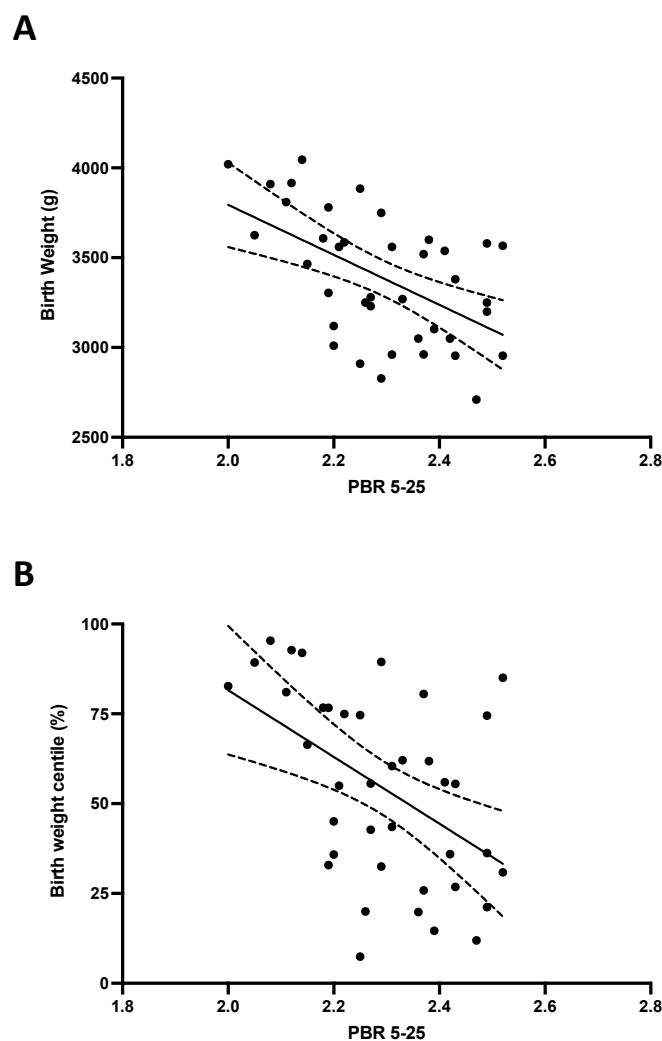 A
4500
4000
3500
3000
2500
Birth Weight (g)
1.8 2.0 2.2 2.4 2.6 2.8
PBR 5-25
B
100
75
50
25
0
Birth weight centile (%)
1.8 2.0 2.2 2.4 2.6 2.8
PBR 5-25